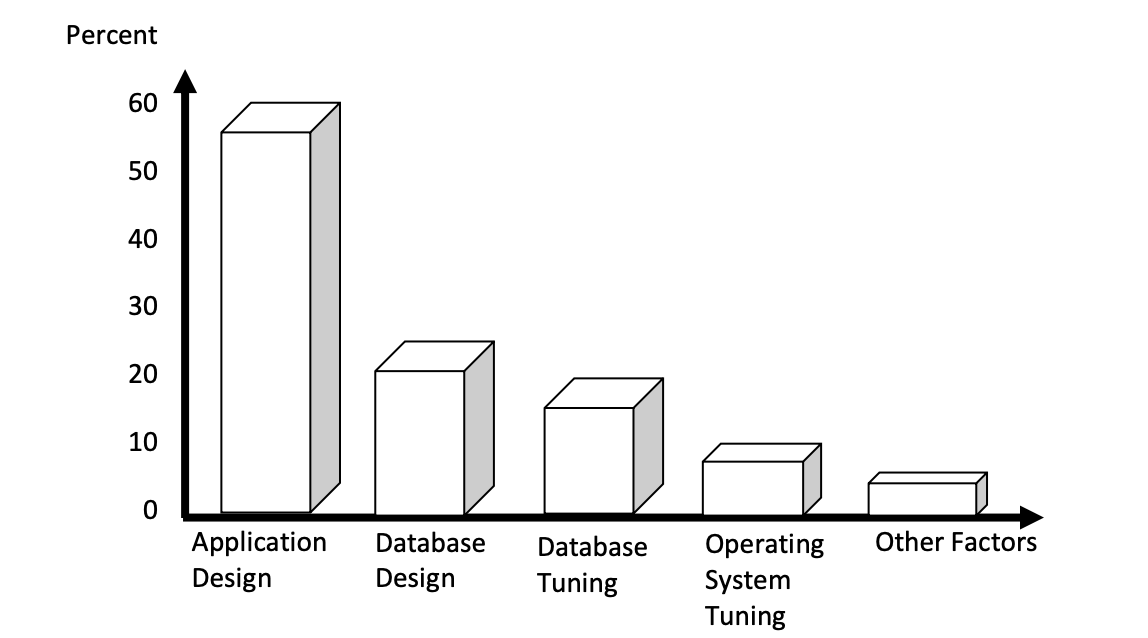 Percent
60
50
40
30
20
10
0
Application
Design
Database
Design
Database
Tuning
Operating
System
Tuning
Other Factors